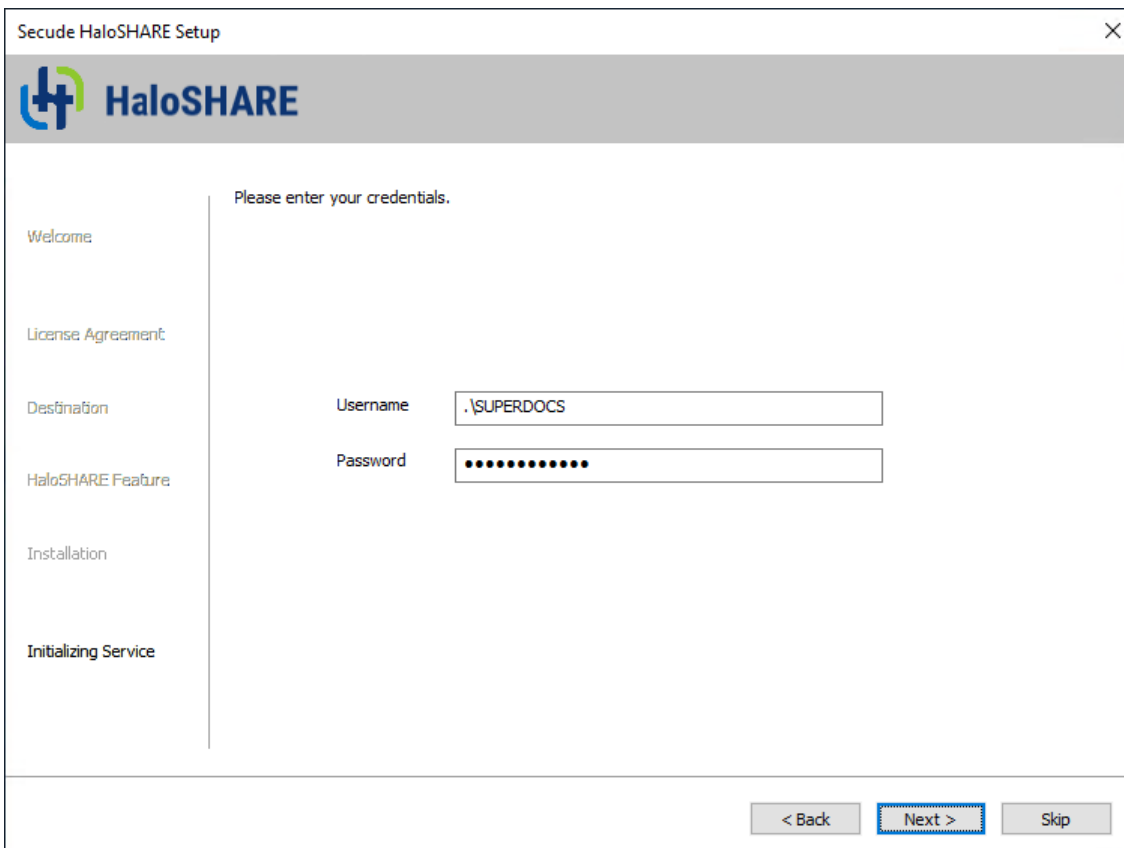 Secude HaloSHARE Setup
HaloSHARE
Please enter your credentials.
Welcome
License Agreement
Destination
HaloSHARE Feature
Installation
Initializing Service
Username
.\SUPERDOCS
Password
••••••••••••
< Back
Next >
Skip